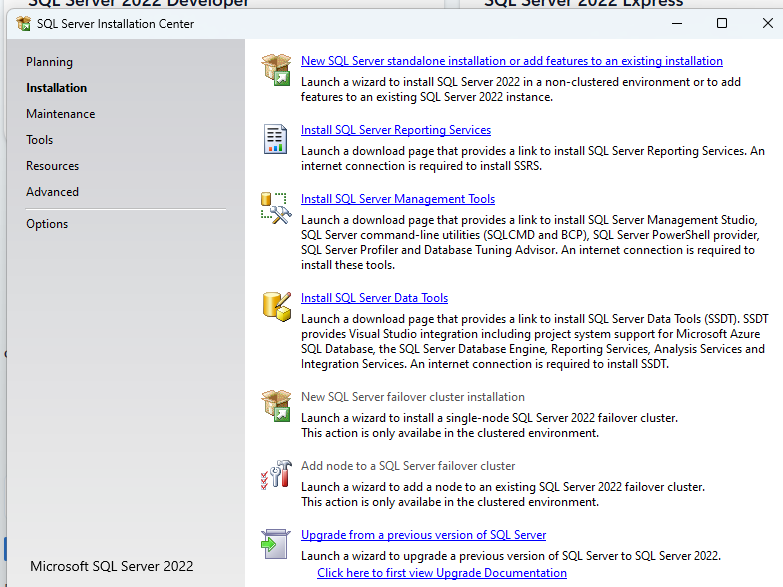 SQL Server 2022 Developer
SQL Server 2022 Express
SQL Server Installation Center
Planning
Installation
Maintenance
Tools
Resources
Advanced
Options
Microsoft SQL Server 2022
New SQL Server standalone installation or add features to an existing installation
Launch a wizard to install SQL Server 2022 in a non-clustered environment or to add
features to an existing SQL Server 2022 instance.
Install SQL Server Reporting Services
Launch a download page that provides a link to install SQL Server Reporting Services. An
internet connection is required to install SSRS.
Install SQL Server Management Tools
Launch a download page that provides a link to install SQL Server Management Studio,
SQL Server command-line utilities (SQLCMD and BCP), SQL Server PowerShell provider,
SQL Server Profiler and Database Tuning Advisor. An internet connection is required to
install these tools.
Install SQL Server Data Tools
Launch a download page that provides a link to install SQL Server Data Tools (SSDT). SSDT
provides Visual Studio integration including project system support for Microsoft Azure
SQL Database, the SQL Server Database Engine, Reporting Services, Analysis Services and
Integration Services. An internet connection is required to install SSDT.
New SQL Server failover cluster installation
Launch a wizard to install a single-node SQL Server 2022 failover cluster.
This action is only availabe in the clustered environment.
Add node to a SQL Server failover cluster
Launch a wizard to add a node to an existing SQL Server 2022 failover cluster.
This action is only availabe in the clustered environment.
Upgrade from a previous version of SQL Server
Launch a wizard to upgrade a previous version of SQL Server to SQL Server 2022.
Click here to first view Upgrade Documentation